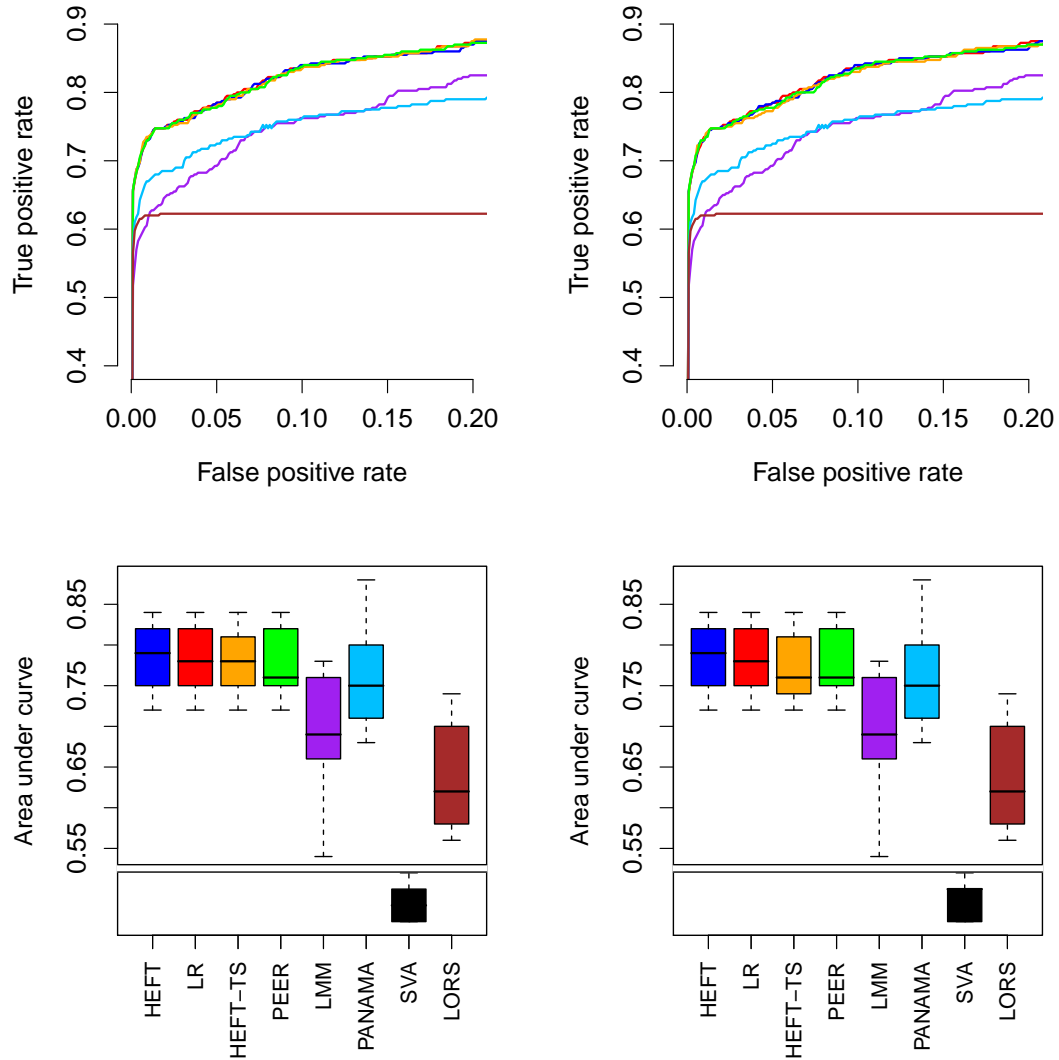 0.9
0.8
0.7
0.6
0.5
0.4
True positive rate
0.00 0.05 0.10 0.15 0.20
False positive rate
0.9
0.8
0.7
0.6
0.5
0.4
True positive rate
0.00 0.05 0.10 0.15 0.20
False positive rate
0.85
0.75
0.65
0.55
Area under curve
HEFT
LR
HEFT−TS
PEER
LMM
PANAMA
SVA
LORS
0.85
0.75
0.65
0.55
Area under curve
HEFT
LR
HEFT−TS
PEER
LMM
PANAMA
SVA
LORS